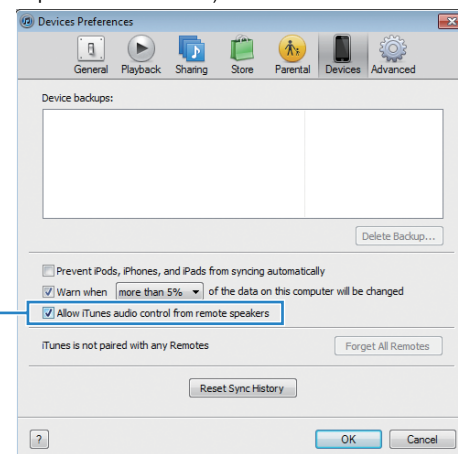 Devices Preferences
General Playback Sharing Store Parental Devices Advanced
Device backups:
Delete Backup...
Prevent iPods, iPhones, and iPads from syncing automatically
Warn when more than 5% of the data on this computer will be changed
Allow iTunes audio control from remote speakers
iTunes is not paired with any Remotes
Forget All Remotes
Reset Sync History
? OK Cancel